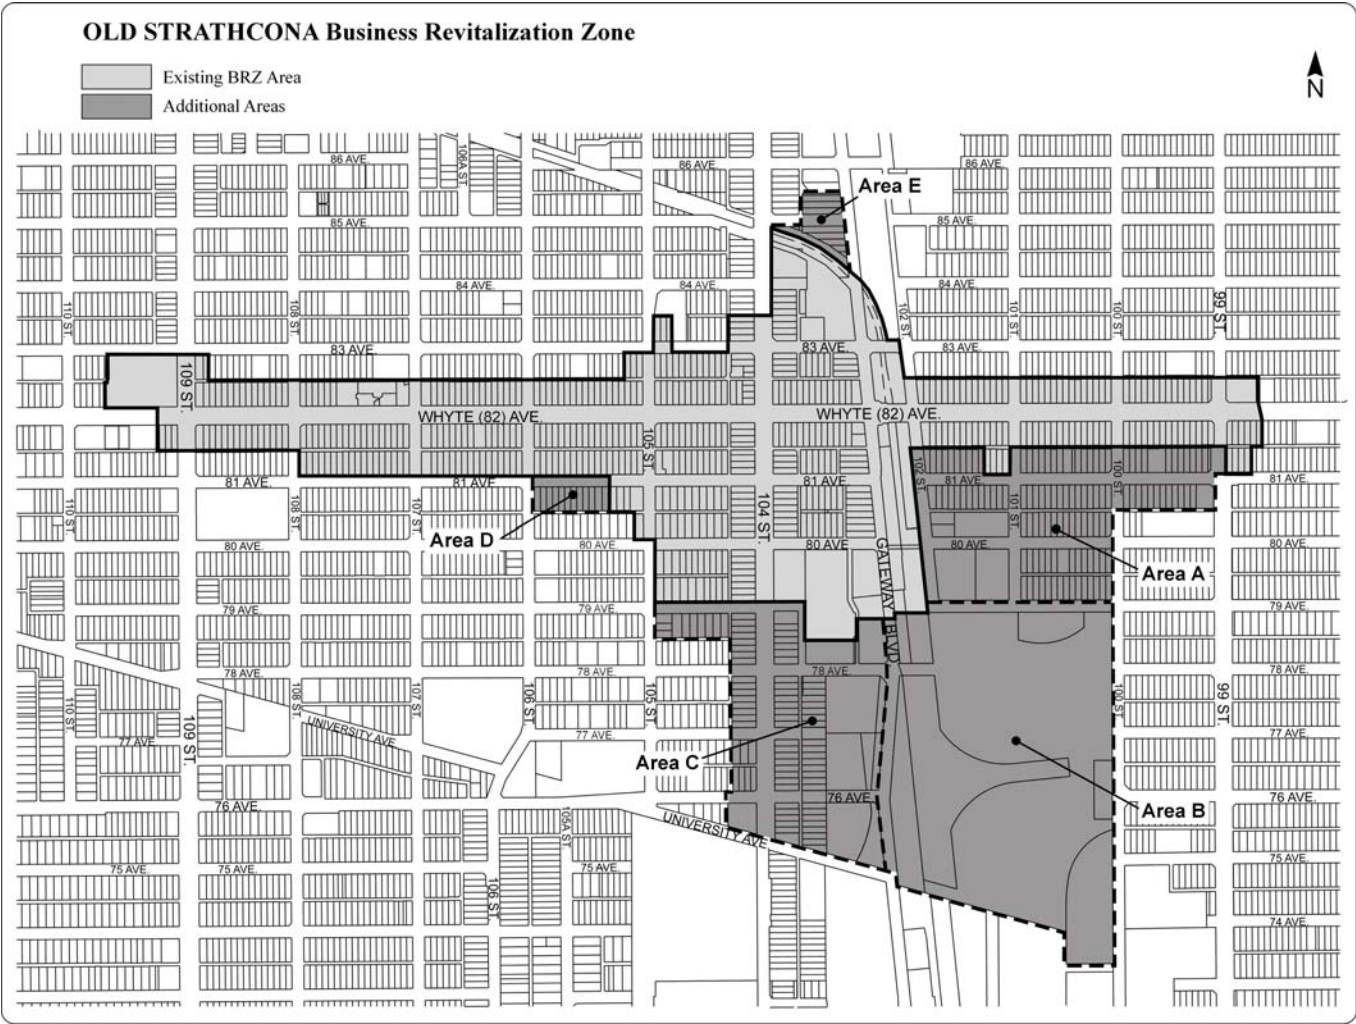 OLD STRATHCONA Business Revitalization Zone
Existing BRZ Area
Additional Areas
N
86 AVE.
106A ST.
86 AVE.
86 AVE.
Area E
85 AVE.
85 AVE.
84 AVE.
84 AVE.
84 AVE.
110 ST.
108 ST.
102 ST.
101 ST.
100 ST.
99 ST.
83 AVE.
83 AVE.
83 AVE.
109 ST.
WHYTE (82) AVE.
WHYTE (82) AVE.
105 ST.
81 AVE.
81 AVE
81 AVE.
102 ST.
81 AVE.
100 ST.
81 AVE.
110 ST.
108 ST.
107 ST.
104 ST.
101 ST.
Area D
80 AVE.
80 AVE.
80 AVE
80 AVE.
80 AVE.
GATEWAY BLVD.
Area A
79 AVE.
79 AVE.
79 AVE.
78 AVE.
78 AVE.
78 AVE.
78 AVE.
110 ST.
108 ST.
107 ST.
106 ST.
105 ST.
100 ST.
99 ST.
109 ST.
UNIVERSITY AVE
77 AVE.
77 AVE.
77 AVE.
Area C
76 AVE.
76 AVE.
76 AVE.
Area B
UNIVERSITY AVE
105A ST.
75 AVE.
75 AVE.
75 AVE.
75 AVE.
106 ST.
74 AVE.